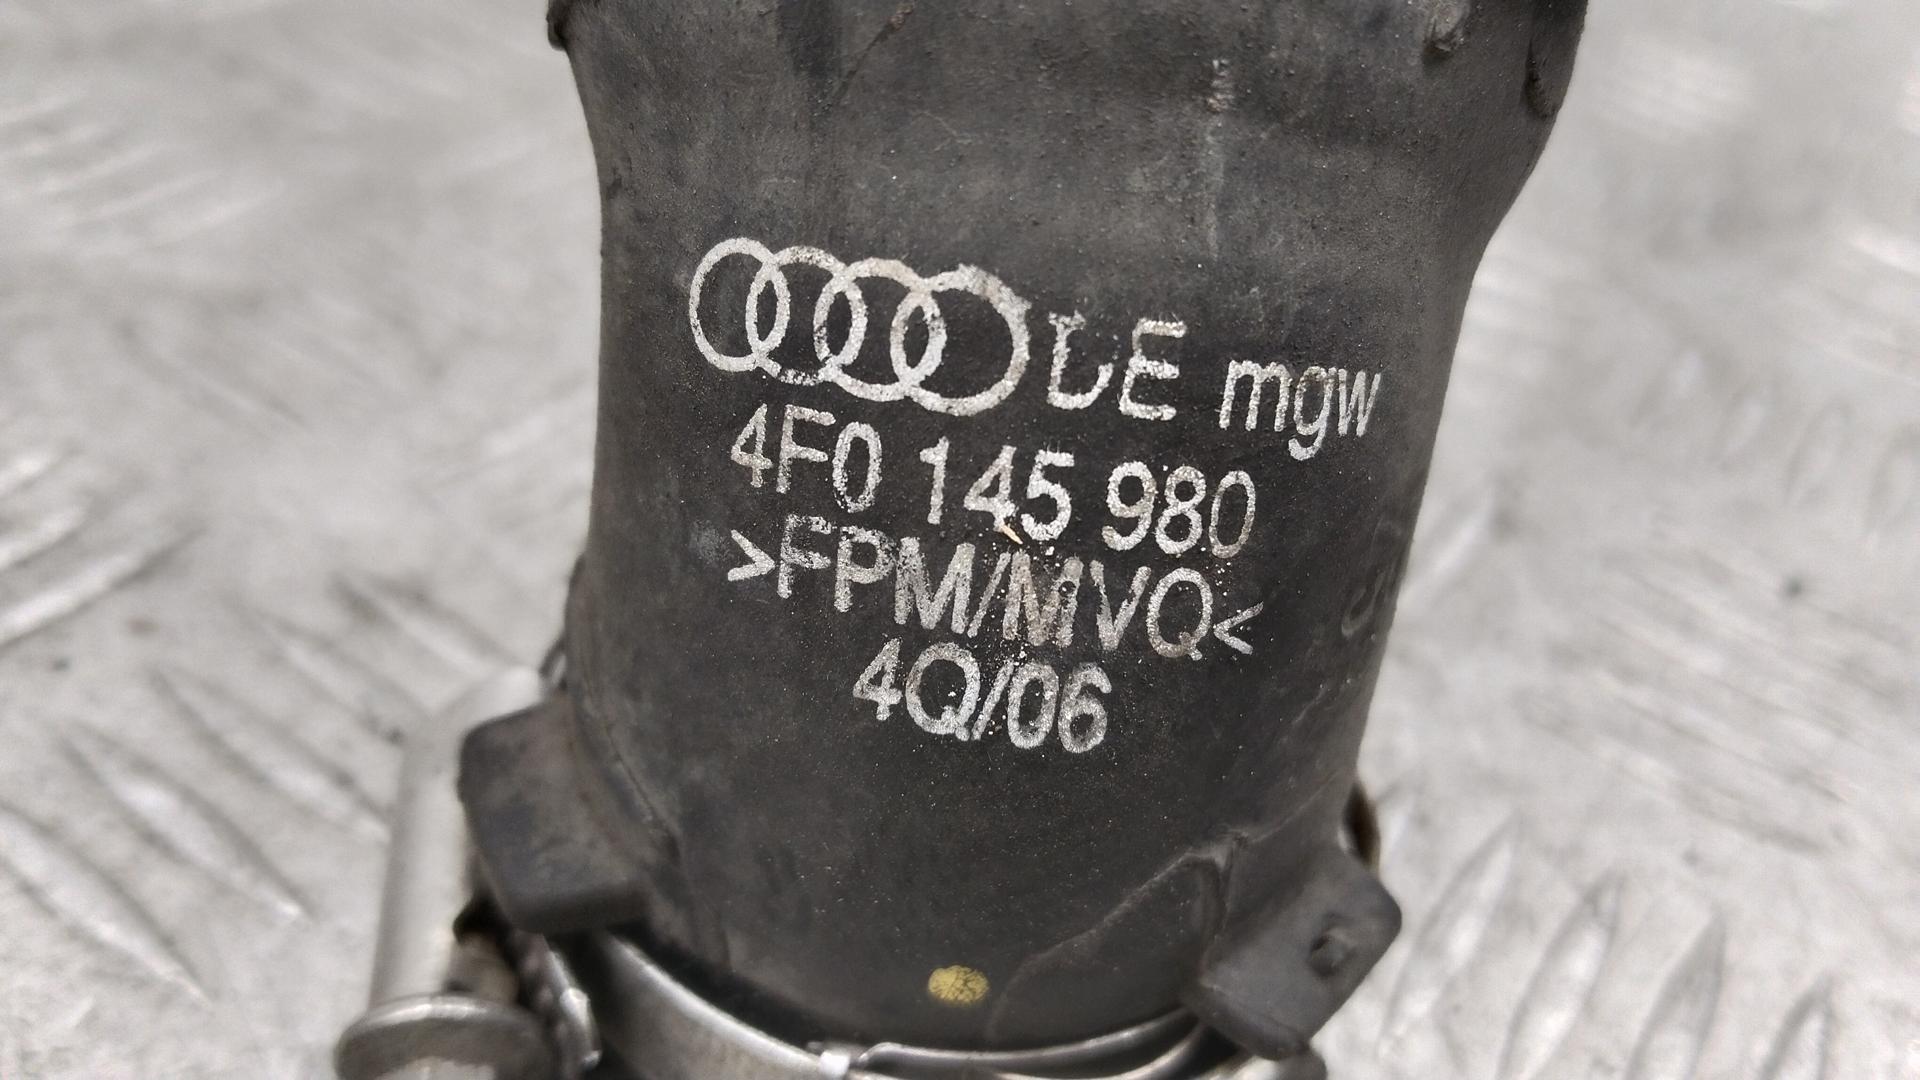 DE mgw
4F0 145 980
>FPM/MVQ<
4Q/06